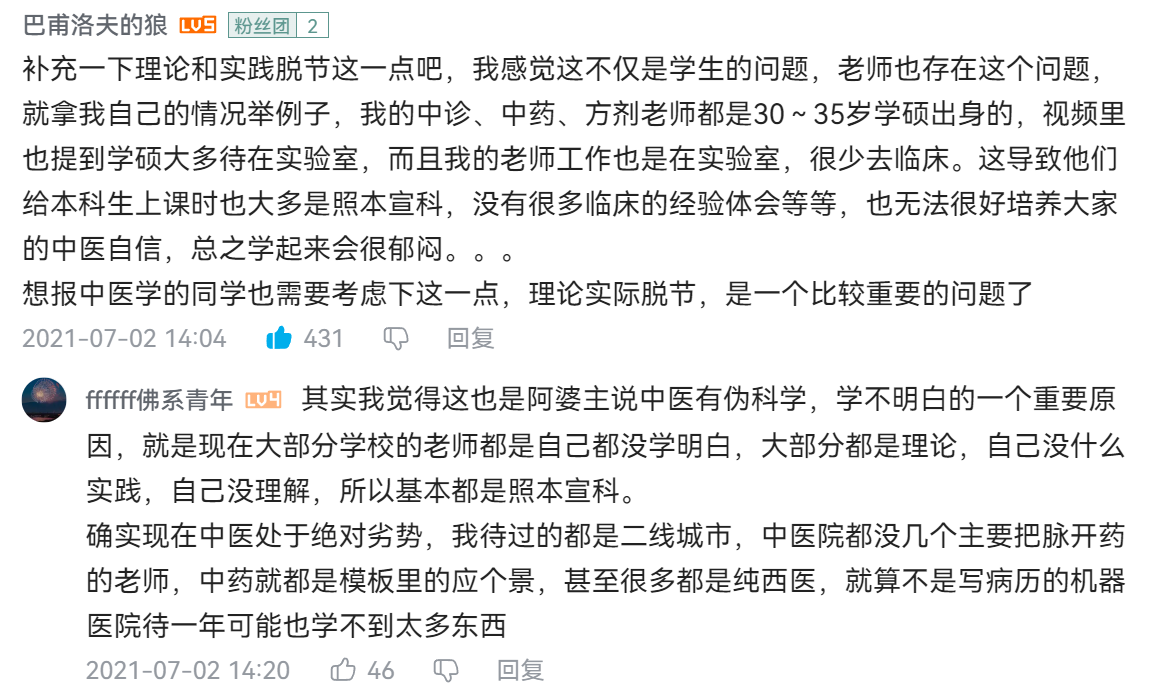 巴甫洛夫的狼 LV5 粉丝团 2
补充一下理论和实践脱节这一点吧，我感觉这不仅是学生的问题，老师也存在这个问题，
就拿我自己的情况举例子，我的中诊、中药、方剂老师都是30～35岁学硕出身的，视频里
也提到学硕大多待在实验室，而且我的老师工作也是在实验室，很少去临床。这导致他们
给本科生上课时也大多是照本宣科，没有很多临床的经验体会等等，也无法很好培养大家
的中医自信，总之学起来会很郁闷。。。
想报中医学的同学也需要考虑下这一点，理论实际脱节，是一个比较重要的问题了
2021-07-02 14:04 431 回复
ffffff佛系青年 LV4 其实我觉得这也是阿婆主说中医有伪科学，学不明白的一个重要原
因，就是现在大部分学校的老师都是自己都没学明白，大部分都是理论，自己没什么
实践，自己没理解，所以基本都是照本宣科。
确实现在中医处于绝对劣势，我待过的都是二线城市，中医院都没几个主要把脉开药
的老师，中药就都是模板里的应个景，甚至很多都是纯西医，就算不是写病历的机器
医院待一年可能也学不到太多东西
2021-07-02 14:20 46 回复